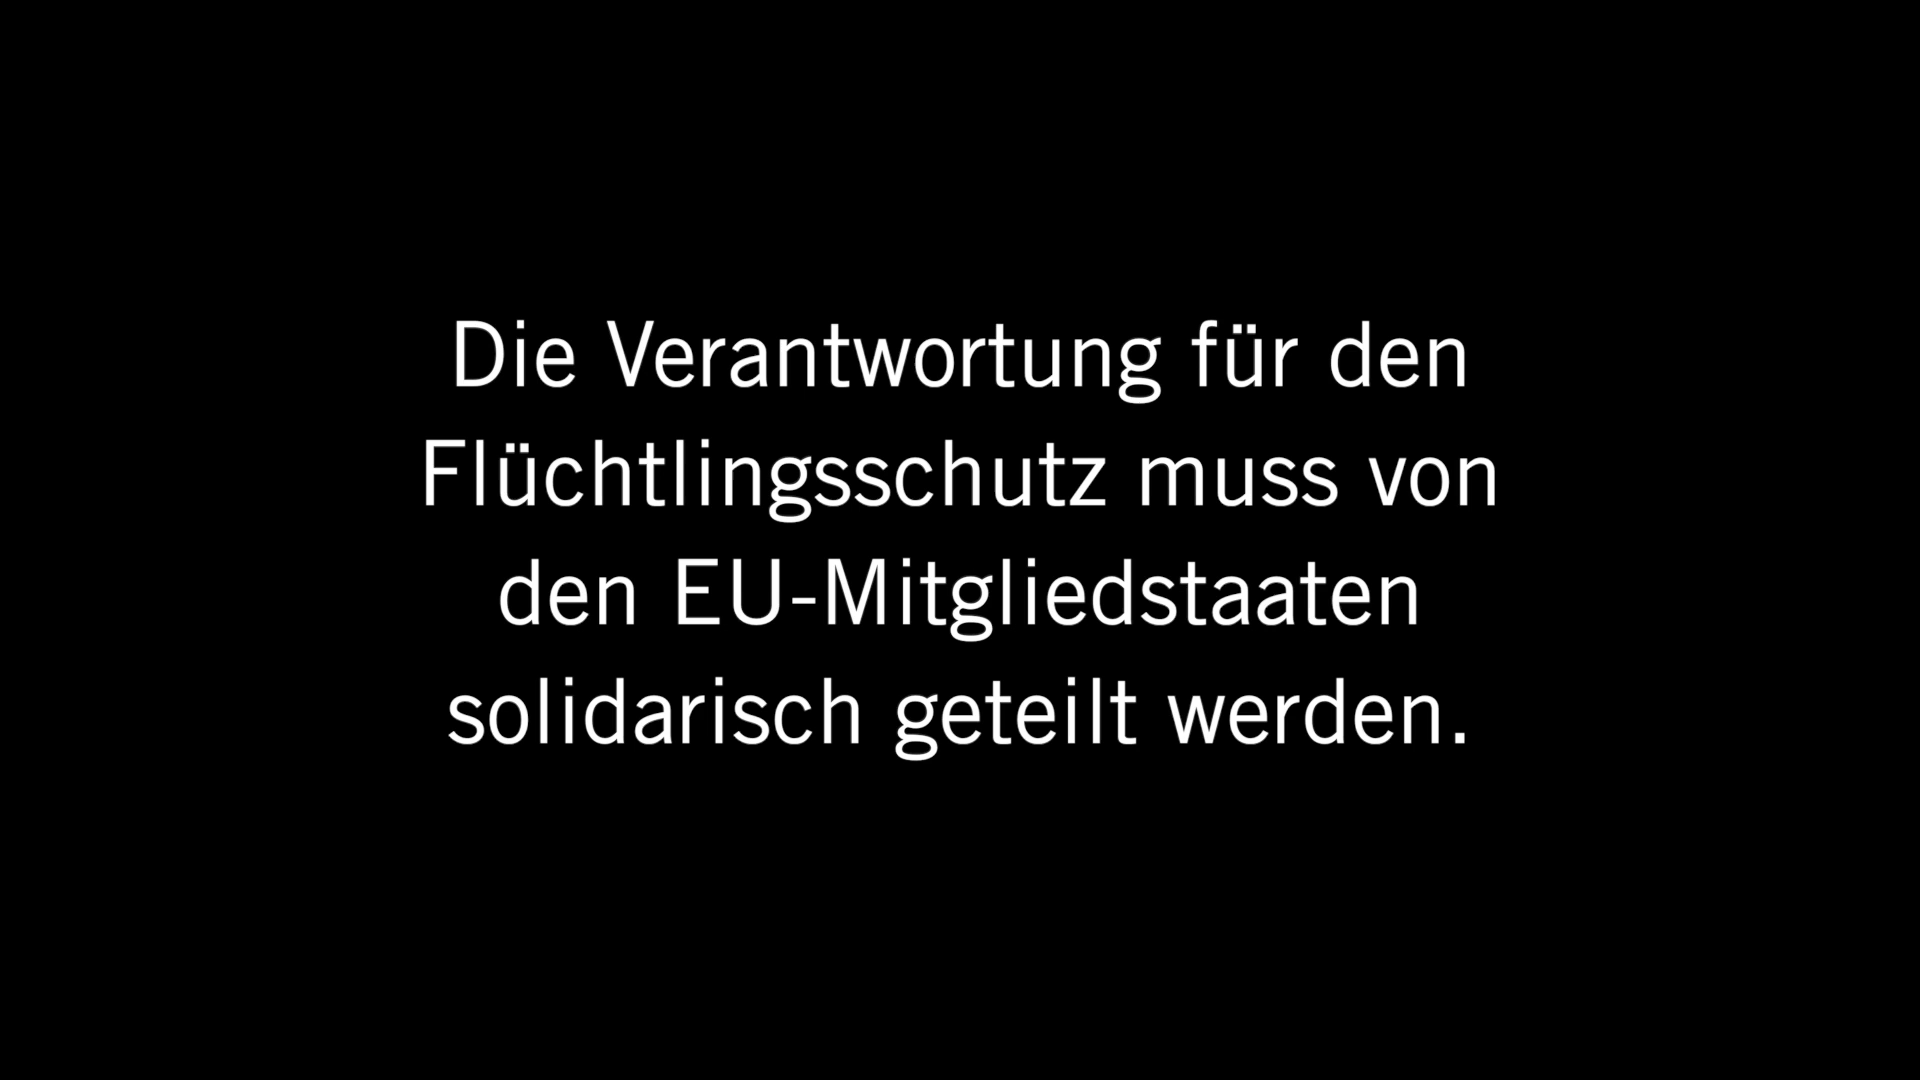 Die Verantwortung für den
Flüchtlingsschutz muss von
den EU-Mitgliedstaaten
solidarisch geteilt werden.